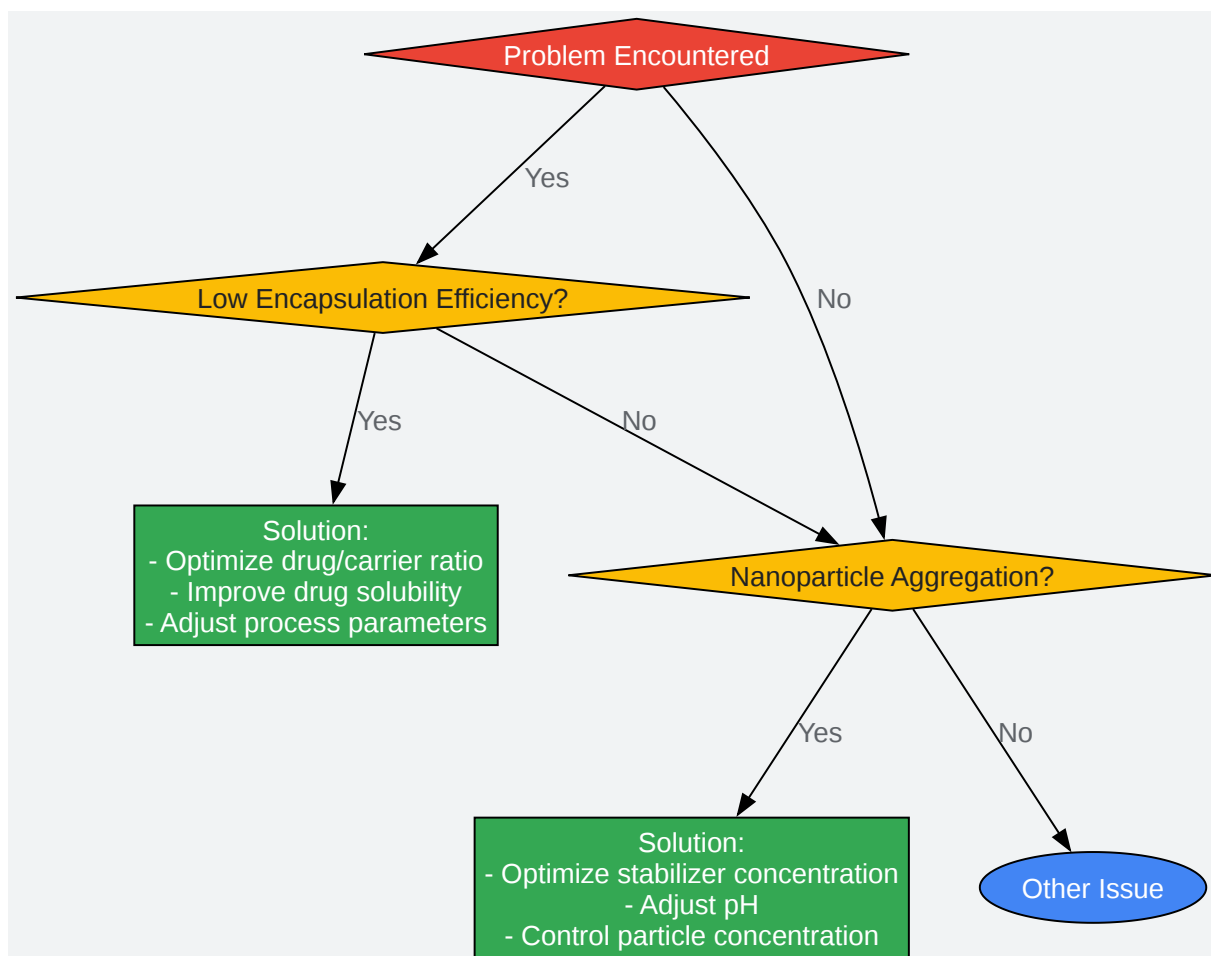 Problem Encountered
Yes
Low Encapsulation Efficiency?
No
Yes
No
Solution:
- Optimize drug/carrier ratio
- Improve drug solubility
- Adjust process parameters
Nanoparticle Aggregation?
Yes
No
Solution:
- Optimize stabilizer concentration
- Adjust pH
- Control particle concentration
Other Issue